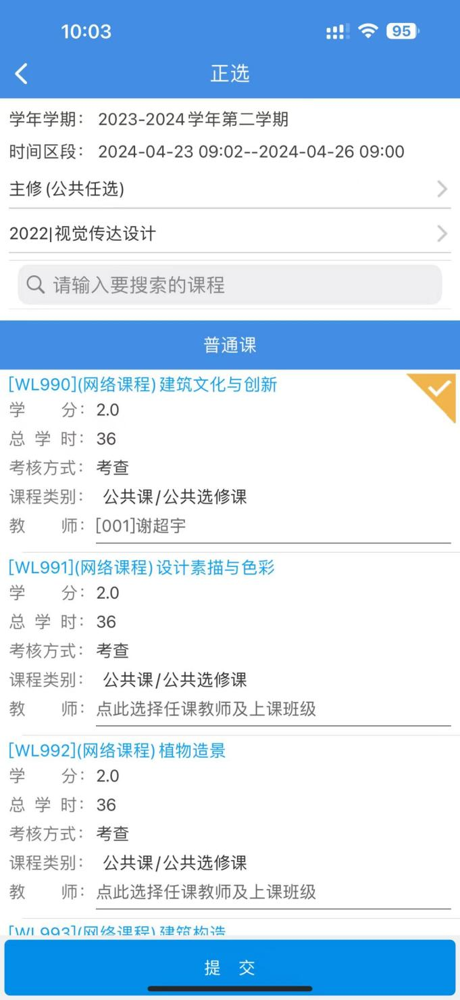 10:03
95
正选
学年学期： 2023-2024学年第二学期
时间区段： 2024-04-23 09:02--2024-04-26 09:00
主修(公共任选)
2022|视觉传达设计
请输入要搜索的课程
普通课
[WL990](网络课程)建筑文化与创新
学 分： 2.0
总 学 时： 36
考核方式： 考查
课程类别： 公共课/公共选修课
教 师： [001]谢超宇
[WL991](网络课程)设计素描与色彩
学 分： 2.0
总 学 时： 36
考核方式： 考查
课程类别： 公共课/公共选修课
教 师： 点此选择任课教师及上课班级
[WL992](网络课程)植物造景
学 分： 2.0
总 学 时： 36
考核方式： 考查
课程类别： 公共课/公共选修课
教 师： 点此选择任课教师及上课班级
[WL993](网络课程)建筑构造
提 交